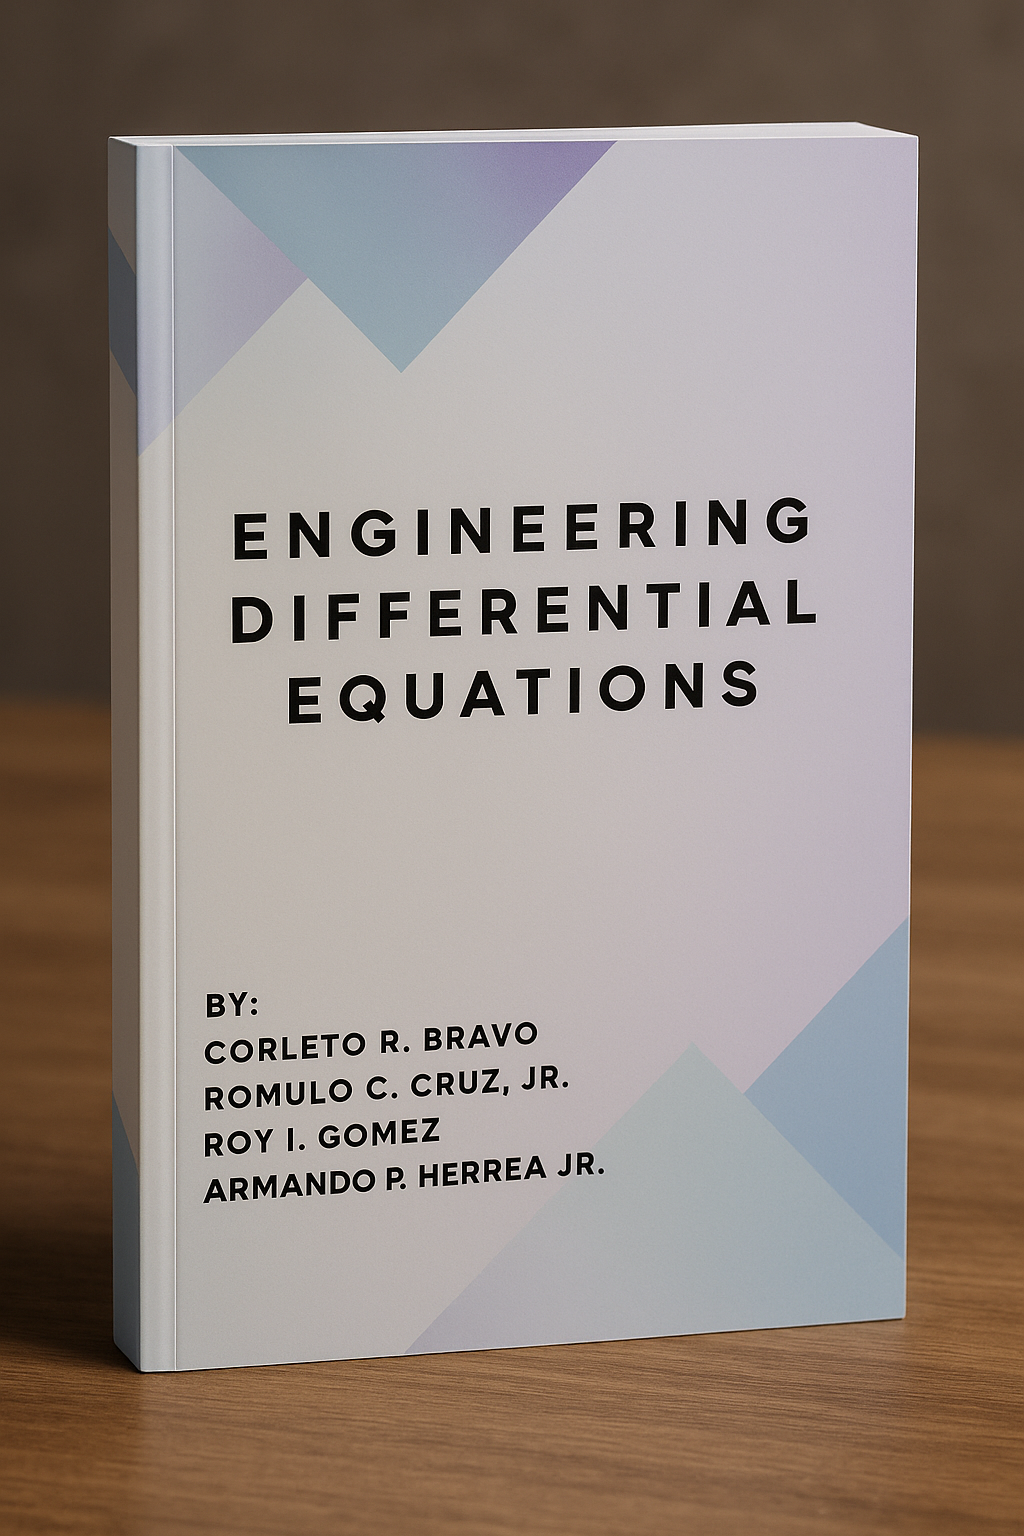 ENGINEERING
DIFFERENTIAL
EQUATIONS
BY:
CORLETO R. BRAVO
ROMULO C. CRUZ, JR.
ROY I. GOMEZ
ARMANDO P. HERREA JR.